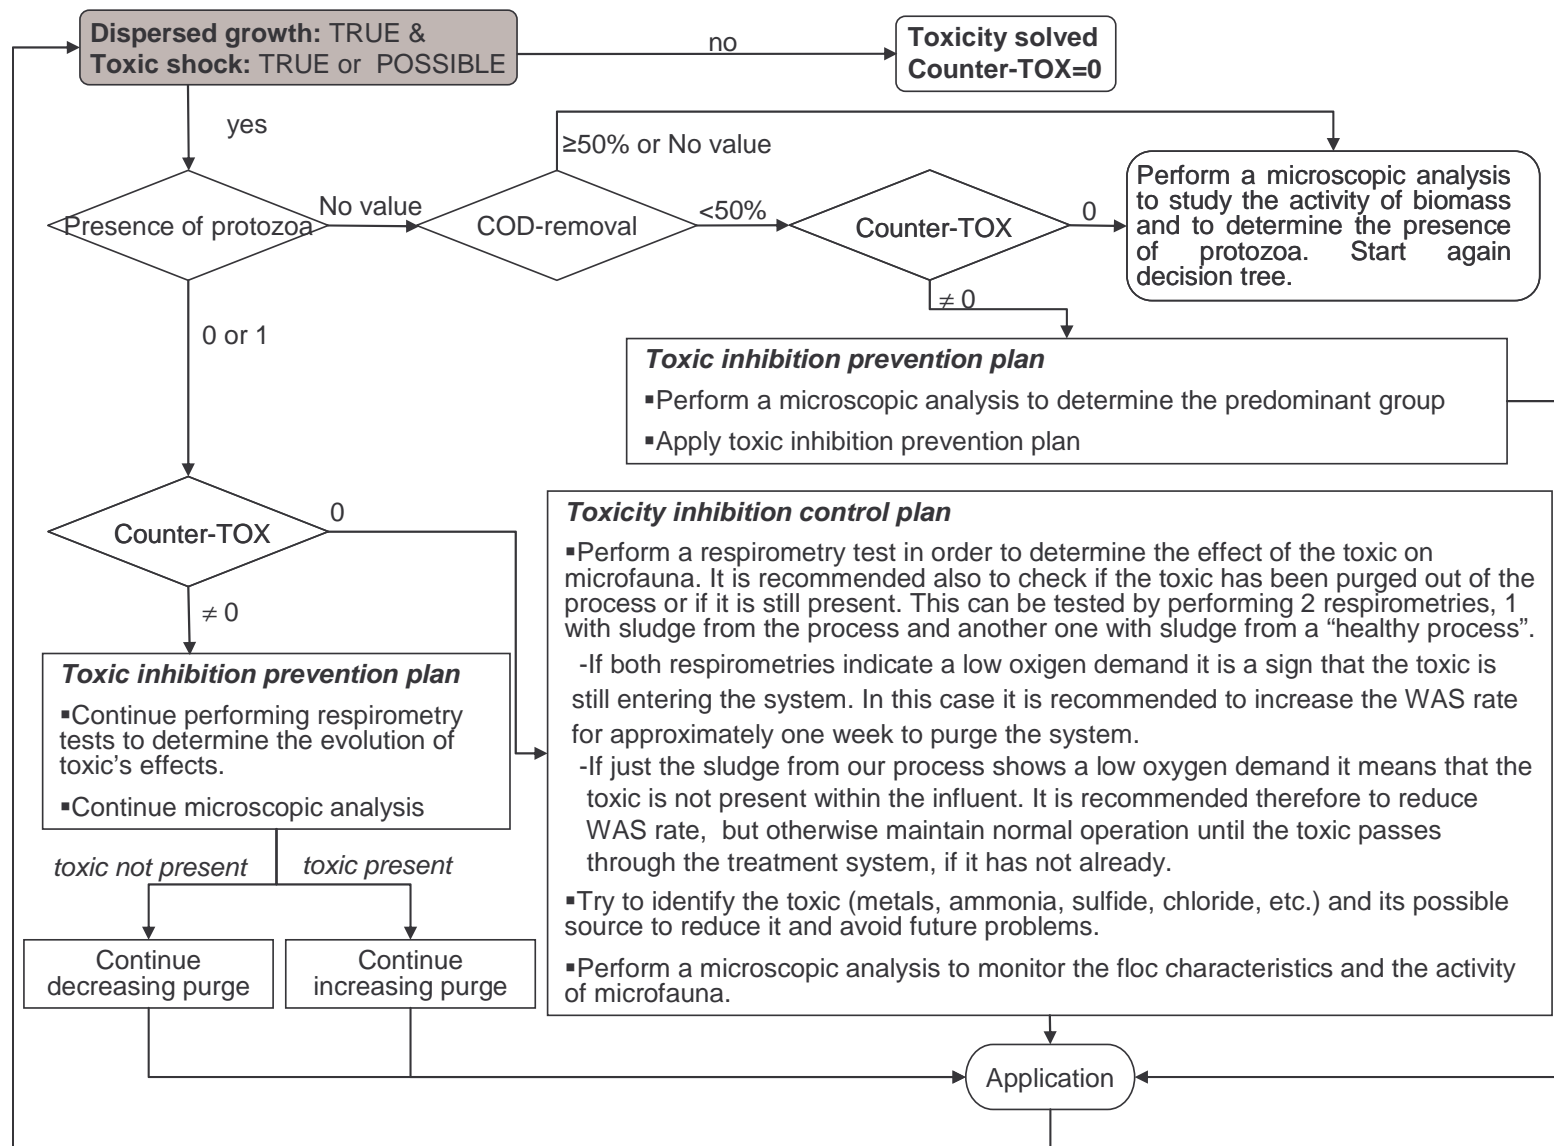 Dispersed growth: TRUE &
Toxic shock: TRUE or POSSIBLE
no
Toxicity solved
Counter-TOX=0
yes
≥50% or No value
Presence of protozoa
No value
COD-removal
<50%
Counter-TOX
0
Perform a microscopic analysis
to study the activity of biomass
and to determine the presence
of protozoa. Start again
decision tree.
≠ 0
0 or 1
Toxic inhibition prevention plan
▪Perform a microscopic analysis to determine the predominant group
▪Apply toxic inhibition prevention plan
Counter-TOX
0
≠ 0
Toxicity inhibition control plan
▪Perform a respirometry test in order to determine the effect of the toxic on
microfauna. It is recommended also to check if the toxic has been purged out of the
process or if it is still present. This can be tested by performing 2 respirometries, 1
with sludge from the process and another one with sludge from a “healthy process”.
-If both respirometries indicate a low oxigen demand it is a sign that the toxic is
still entering the system. In this case it is recommended to increase the WAS rate
for approximately one week to purge the system.
-If just the sludge from our process shows a low oxygen demand it means that the
toxic is not present within the influent. It is recommended therefore to reduce
WAS rate, but otherwise maintain normal operation until the toxic passes
through the treatment system, if it has not already.
▪Try to identify the toxic (metals, ammonia, sulfide, chloride, etc.) and its possible
source to reduce it and avoid future problems.
▪Perform a microscopic analysis to monitor the floc characteristics and the activity
of microfauna.
Toxic inhibition prevention plan
▪Continue performing respirometry
tests to determine the evolution of
toxic's effects.
▪Continue microscopic analysis
toxic not present
toxic present
Continue
decreasing purge
Continue
increasing purge
Application